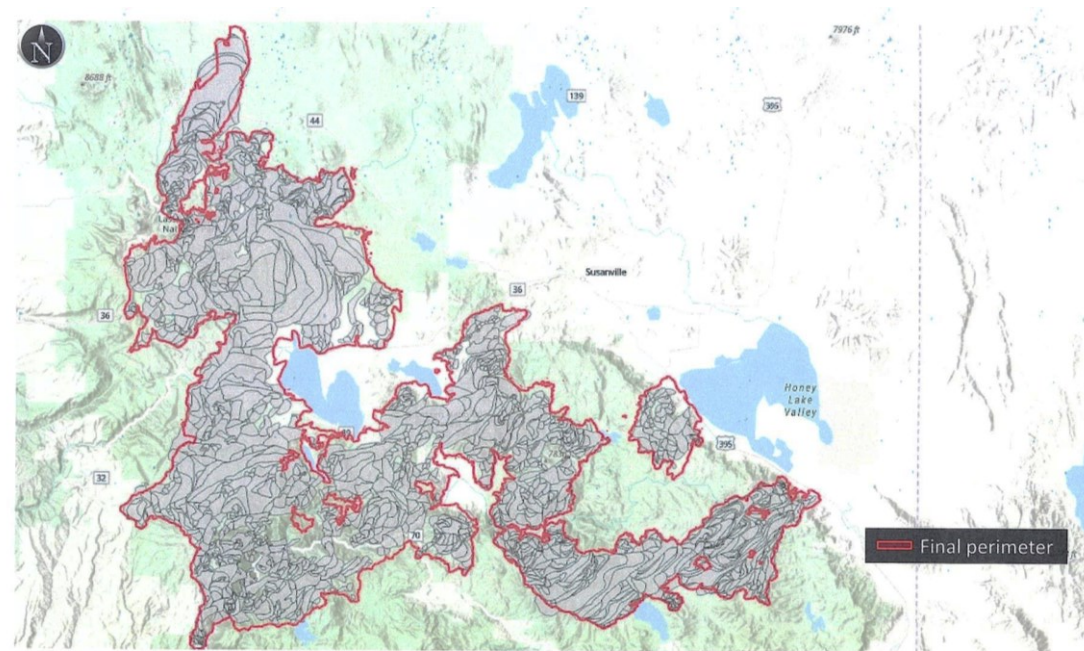 N
7976 ft
8688 ft
139
395
44
Susanville
36
36
Honey
Lake
Valley
395
32
70
Final perimeter